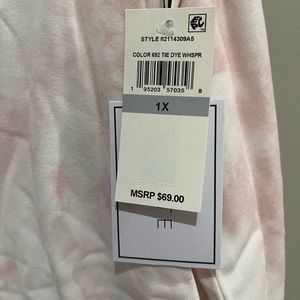 STYLE 82114309A5
COLOR 692 TIE DYE WHSPR
1 95203 57035 8
1X
MSRP $69.00
E